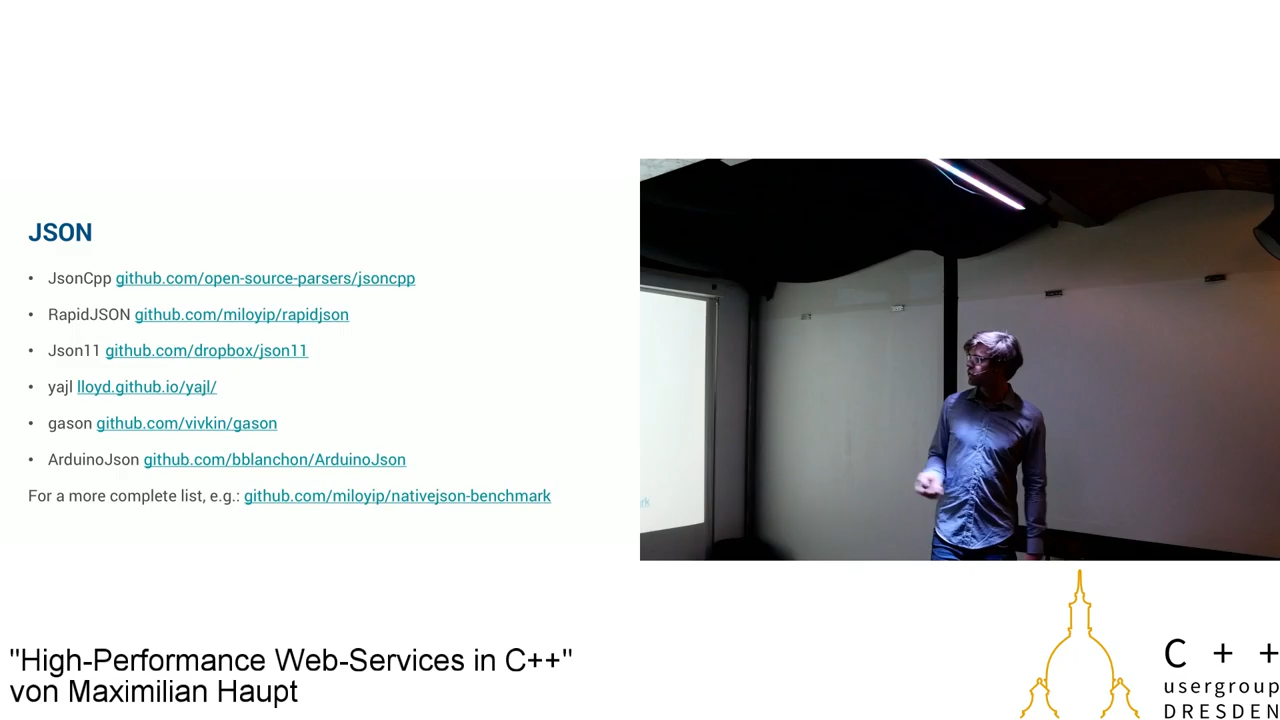 JSON
• JsonCpp github.com/open-source-parsers/jsoncpp
• RapidJSON github.com/miloyip/rapidjson
• Json11 github.com/dropbox/json11
• yajl lloyd.github.io/yajl/
• gason github.com/vivkin/gason
• ArduinoJson github.com/bblanchon/ArduinoJson
For a more complete list, e.g.: github.com/miloyip/nativejson-benchmark
"High-Performance Web-Services in C++"
von Maximilian Haupt
C + +
usergroup
DRESDEN